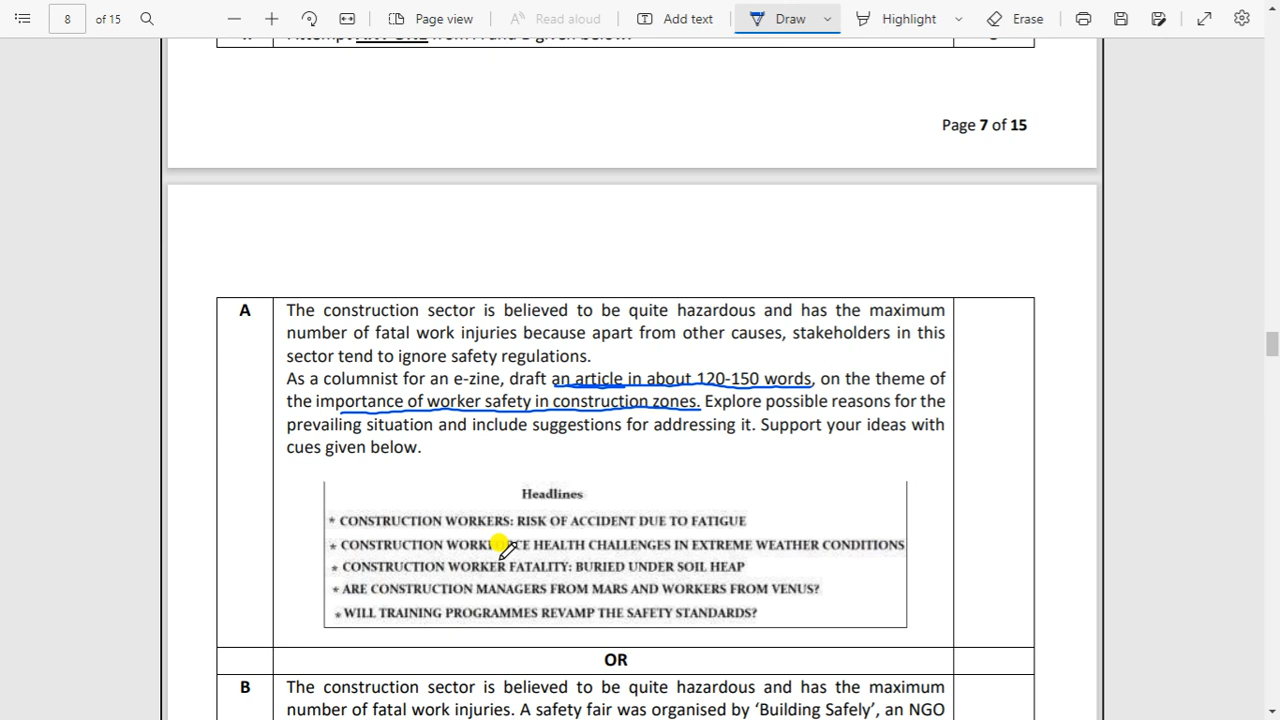 8 of 15 Page view Read aloud Add text Draw Highlight Erase
Page 7 of 15
A The construction sector is believed to be quite hazardous and has the maximum
number of fatal work injuries because apart from other causes, stakeholders in this
sector tend to ignore safety regulations.
As a columnist for an e-zine, draft an article in about 120-150 words, on the theme of
the importance of worker safety in construction zones. Explore possible reasons for the
prevailing situation and include suggestions for addressing it. Support your ideas with
cues given below.
Headlines
* CONSTRUCTION WORKERS: RISK OF ACCIDENT DUE TO FATIGUE
* CONSTRUCTION WORKFORCE HEALTH CHALLENGES IN EXTREME WEATHER CONDITIONS
* CONSTRUCTION WORKER FATALITY: BURIED UNDER SOIL HEAP
* ARE CONSTRUCTION MANAGERS FROM MARS AND WORKERS FROM VENUS?
* WILL TRAINING PROGRAMMES REVAMP THE SAFETY STANDARDS?
OR
B The construction sector is believed to be quite hazardous and has the maximum
number of fatal work injuries. A safety fair was organised by ‘Building Safely’, an NGO